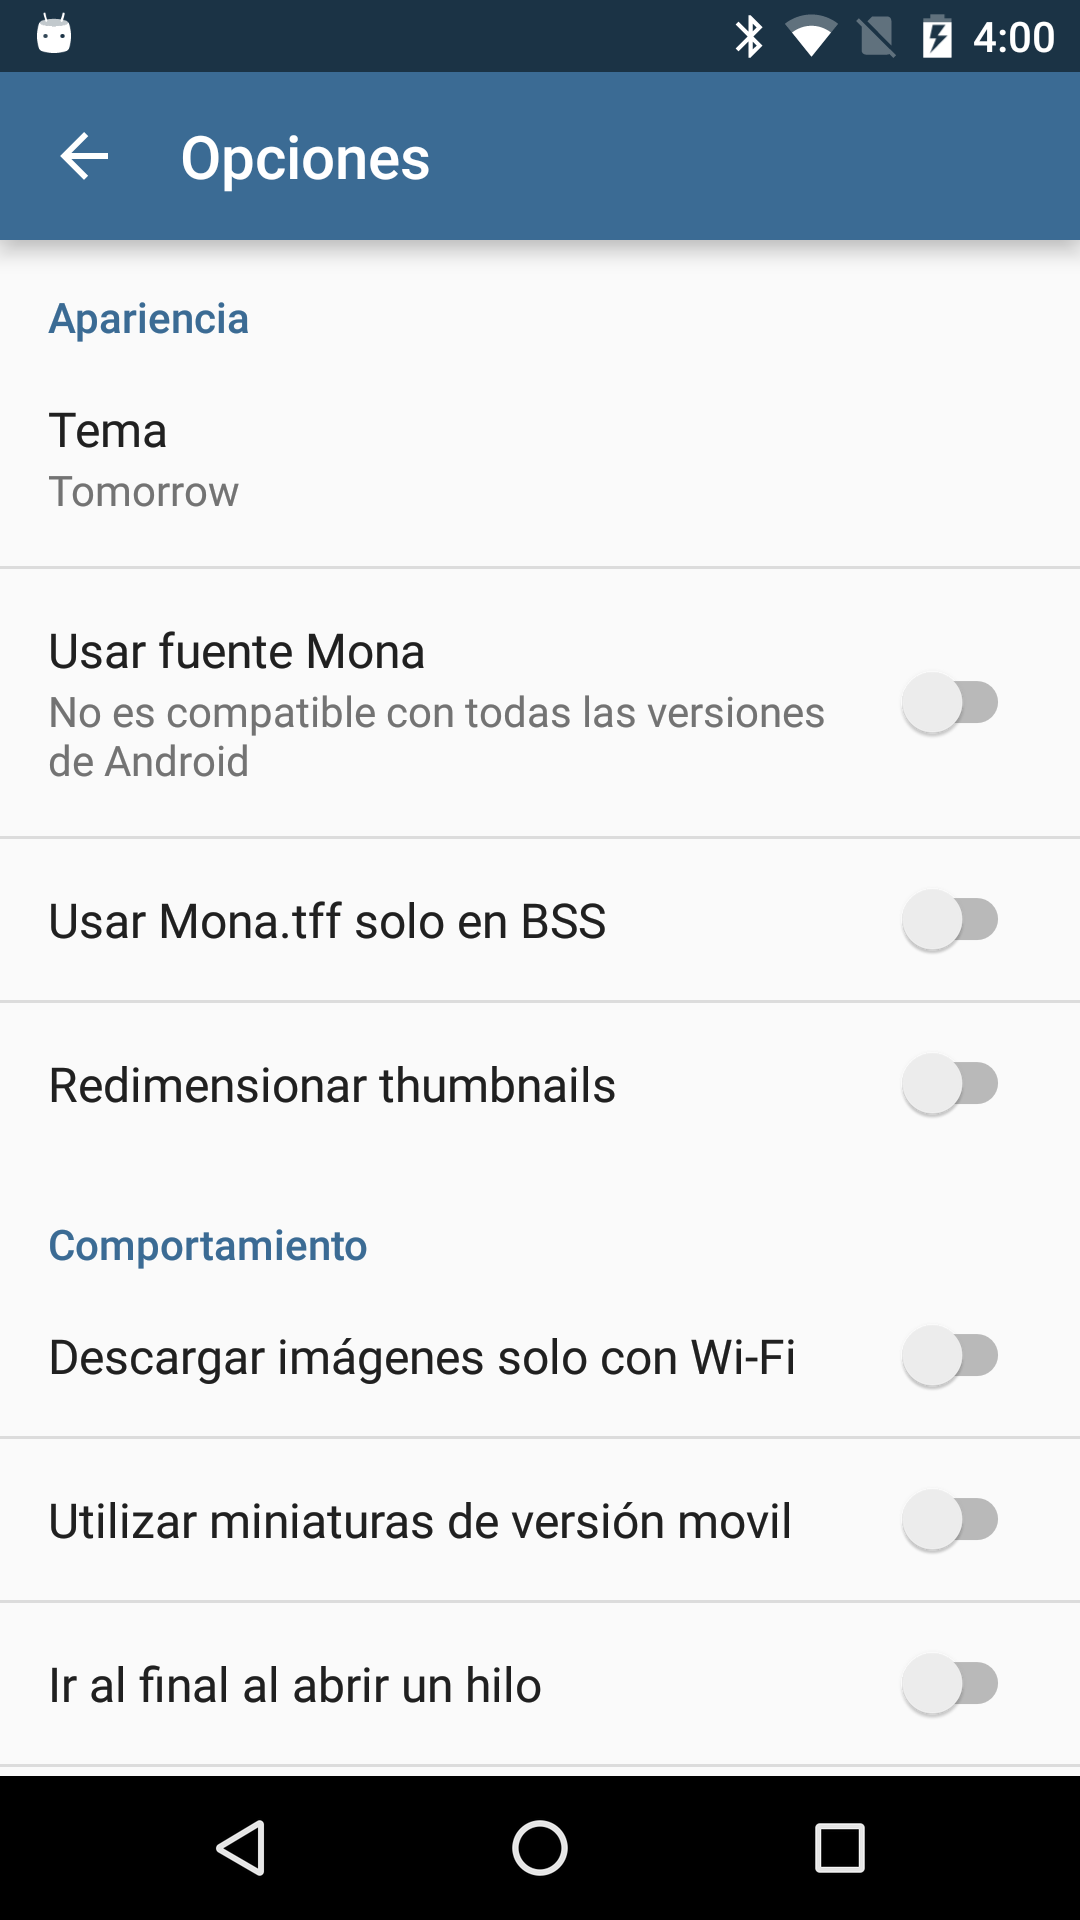 4:00
Opciones
Apariencia
Tema
Tomorrow
Usar fuente Mona
No es compatible con todas las versiones
de Android
Usar Mona.tff solo en BSS
Redimensionar thumbnails
Comportamiento
Descargar imágenes solo con Wi-Fi
Utilizar miniaturas de versión movil
Ir al final al abrir un hilo